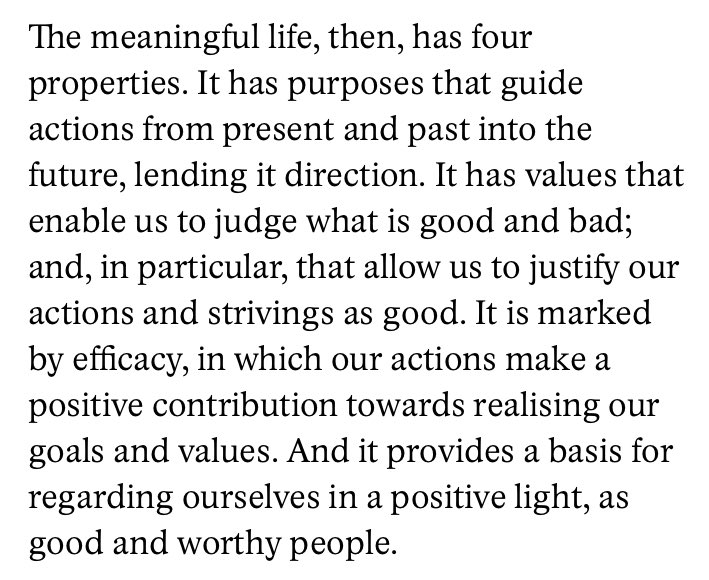 The meaningful life, then, has four
properties. It has purposes that guide
actions from present and past into the
future, lending it direction. It has values that
enable us to judge what is good and bad;
and, in particular, that allow us to justify our
actions and strivings as good. It is marked
by efficacy, in which our actions make a
positive contribution towards realising our
goals and values. And it provides a basis for
regarding ourselves in a positive light, as
good and worthy people.